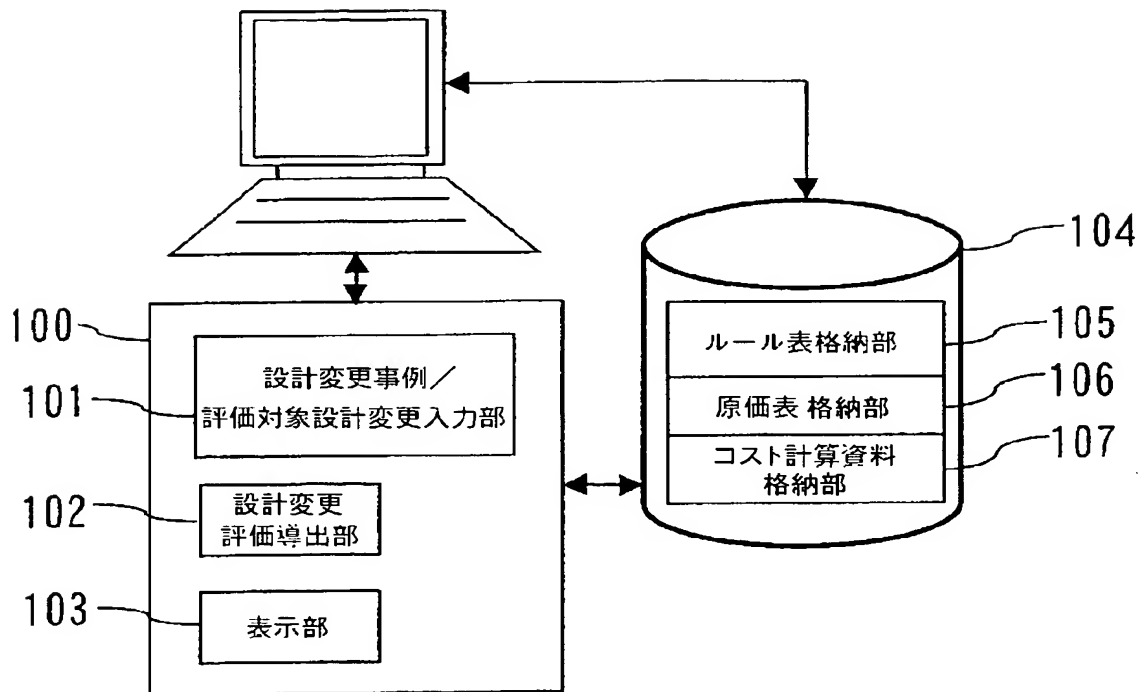 104
100
ルール表格納部
105
設計変更事例／
評価対象設計変更入力部
101
原価表 格納部
106
コスト計算資料
格納部
107
102
設計変更
評価導出部
103
表示部